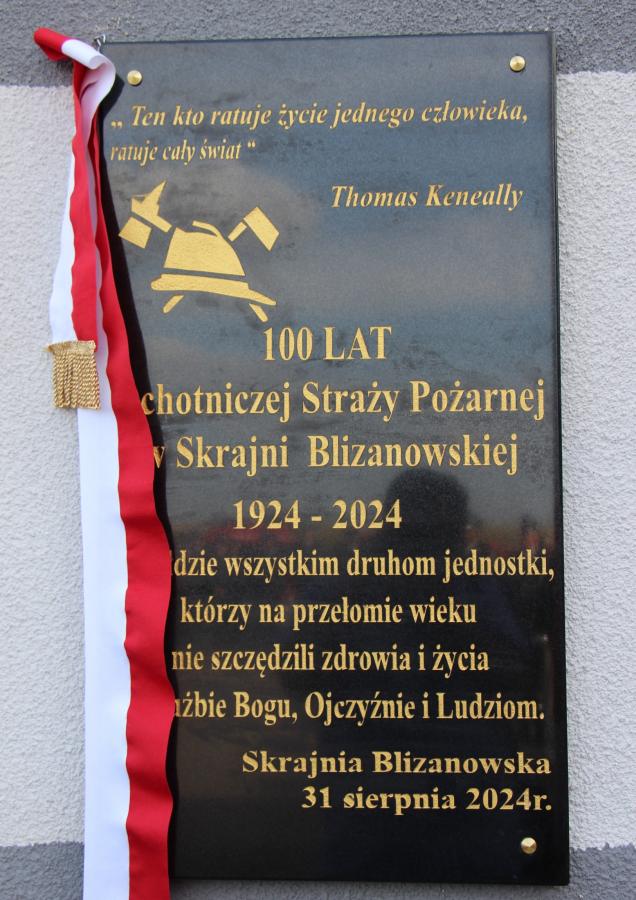 „ Ten kto ratuje życie jednego człowieka,
ratuje cały świat “
Thomas Keneally
100 LAT
chotniczej Straży Pożarnej
w Skrajni Blizanowskiej
1924 - 2024
dzie wszystkim druhom jednostki,
którzy na przełomie wieku
nie szczędzili zdrowia i życia
użbie Bogu, Ojczyźnie i Ludziom.
Skrajnia Blizanowska
31 sierpnia 2024r.